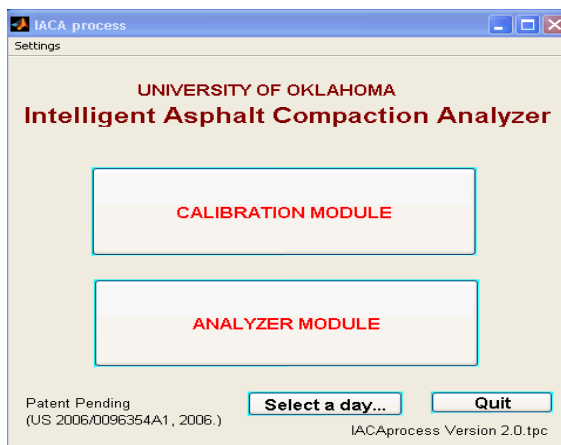 IACA process
Settings
UNIVERSITY OF OKLAHOMA
Intelligent Asphalt Compaction Analyzer
CALIBRATION MODULE
ANALYZER MODULE
Patent Pending
(US 2006/0096354A1, 2006.)
Select a day...
Quit
IACAprocess Version 2.0.tpc